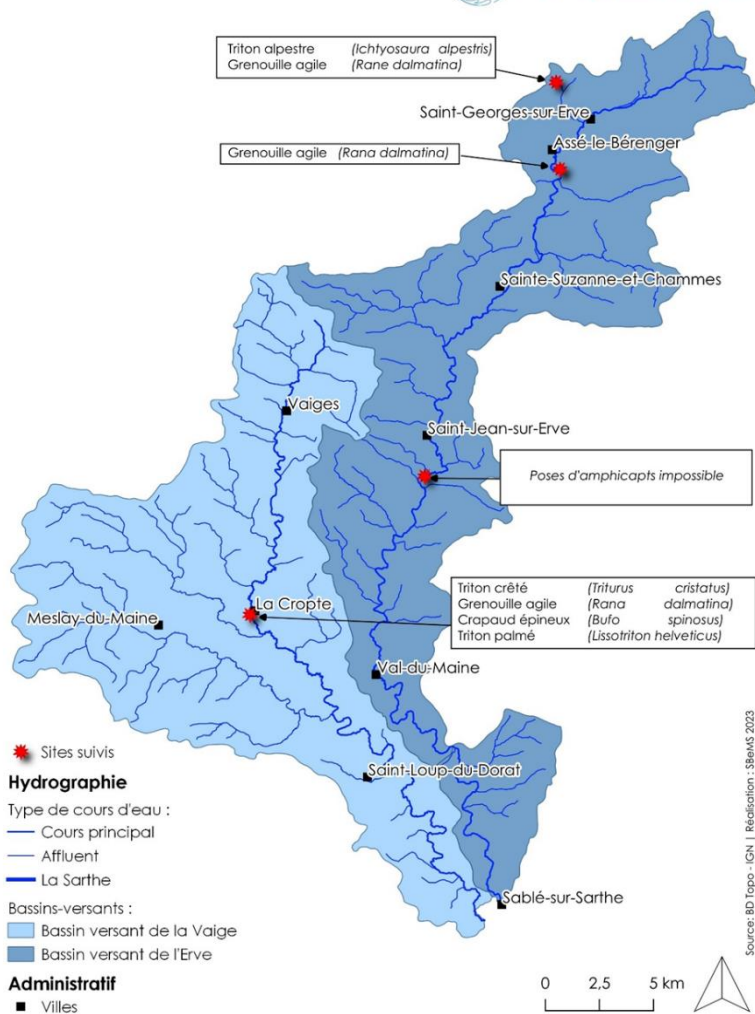 Triton alpestre (Ichtyosaura alpestris)
Grenouille agile (Rane dalmatina)
Saint-Georges-sur-Erve
Assé-le-Bérenger
Grenouille agile (Rana dalmatina)
Sainte-Suzanne-et-Chammes
Vaiges
Saint-Jean-sur-Erve
Poses d'amphicapts impossible
Triton crêté (Triturus cristatus)
Grenouille agile (Rana dalmatina)
Crapaud épineux (Bufo spinosus)
Triton palmé (Lissotriton helveticus)
La Cropte
Meslay-du-Maine
Val-du-Maine
Saint-Loup-du-Dorat
Sablé-sur-Sarthe
Sites suivis
Hydrographie
Type de cours d'eau :
Cours principal
Affluent
La Sarthe
Bassins-versants :
Bassin versant de la Vaige
Bassin versant de l'Erve
Administratif
Villes
0 2,5 5 km
Source: BD Topo - IGN | Réalisation : SBeMS 2023